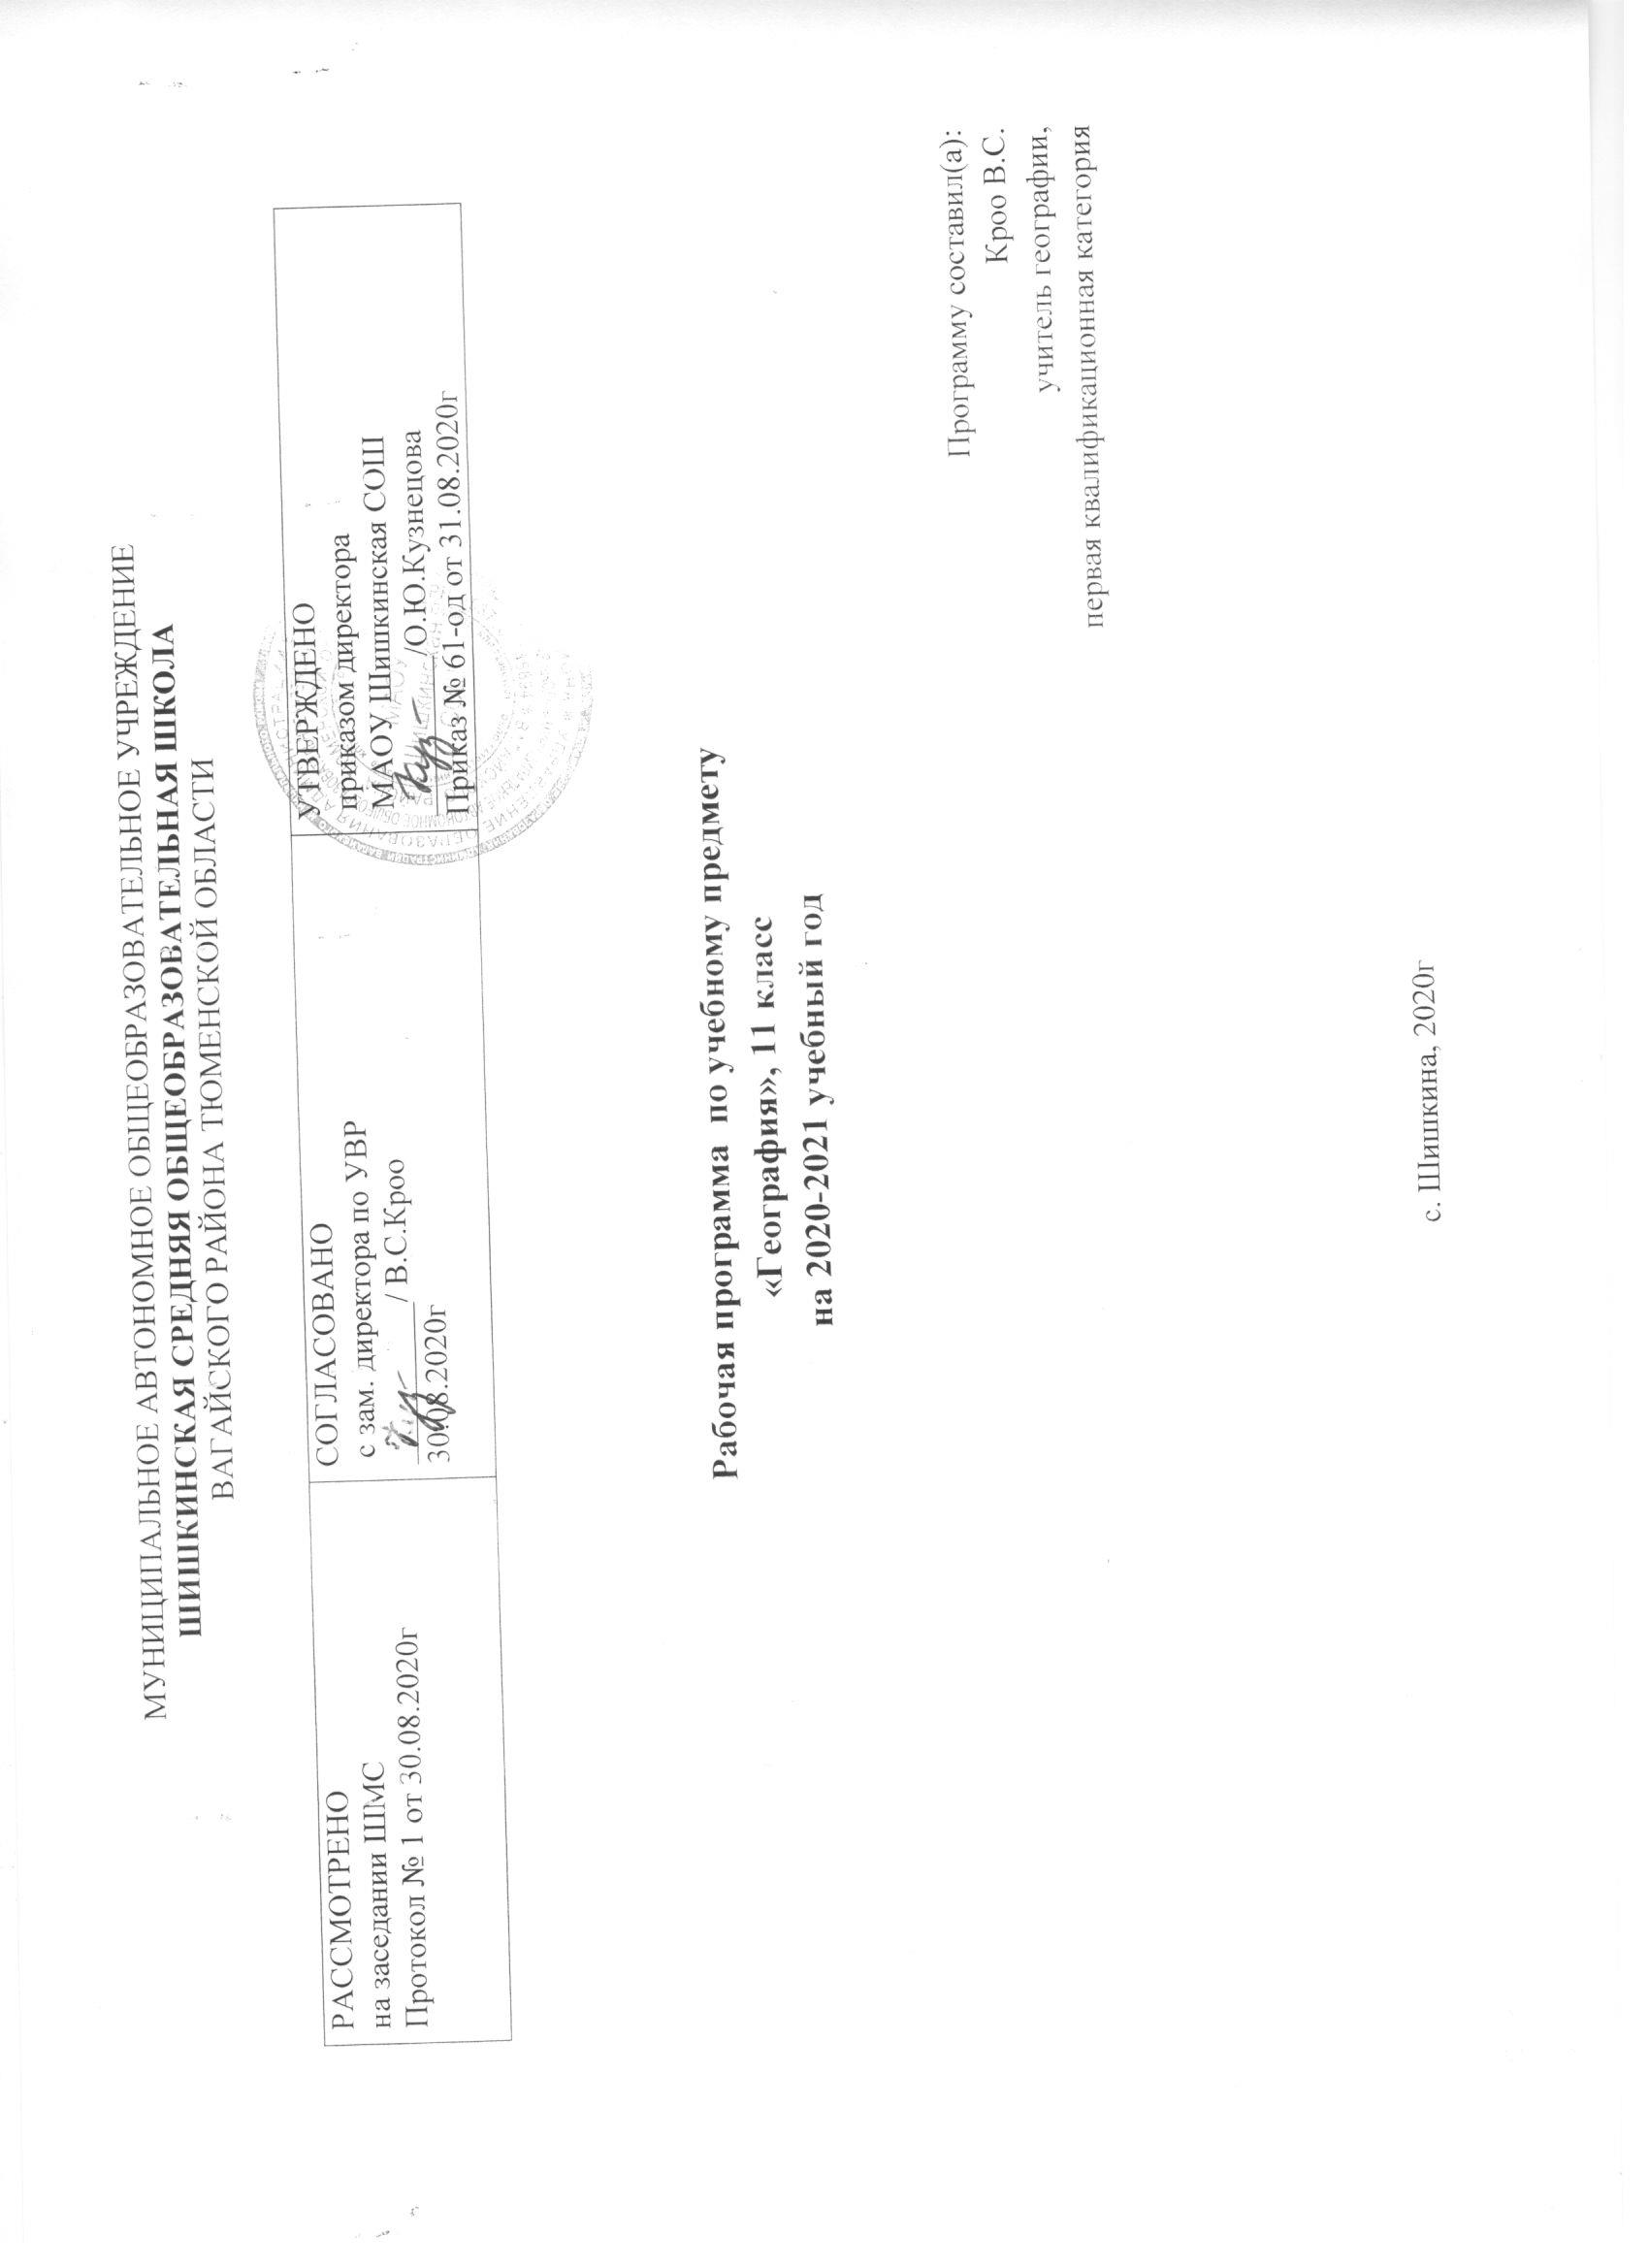 МУНИЦИПАЛЬНОЕ АВТОНОМНОЕ ОБЩЕОБРАЗОВАТЕЛЬНОЕ УЧРЕЖДЕНИЕ
ШИШКИНСКАЯ СРЕДНЯЯ ОБЩЕОБРАЗОВАТЕЛЬНАЯ ШКОЛА
ВАГАЙСКОГО РАЙОНА ТЮМЕНСКОЙ ОБЛАСТИ
РАССМОТРЕНО
на заседании ШМС
Протокол № 1 от 30.08.2020г
СОГЛАСОВАНО
с зам. директора по УВР
/ В.С.Кроо
30.08.2020г
УТВЕРЖДЕНО
приказом директора
МАОУ Шишкинская СОШ
/О.Ю.Кузнецова
Приказ № 61-од от 31.08.2020г
Рабочая программа по учебному предмету
«География», 11 класс
на 2020-2021 учебный год
Программу составил(а):
Кроо В.С.
учитель географии,
первая квалификационная категория
с. Шишкина, 2020г